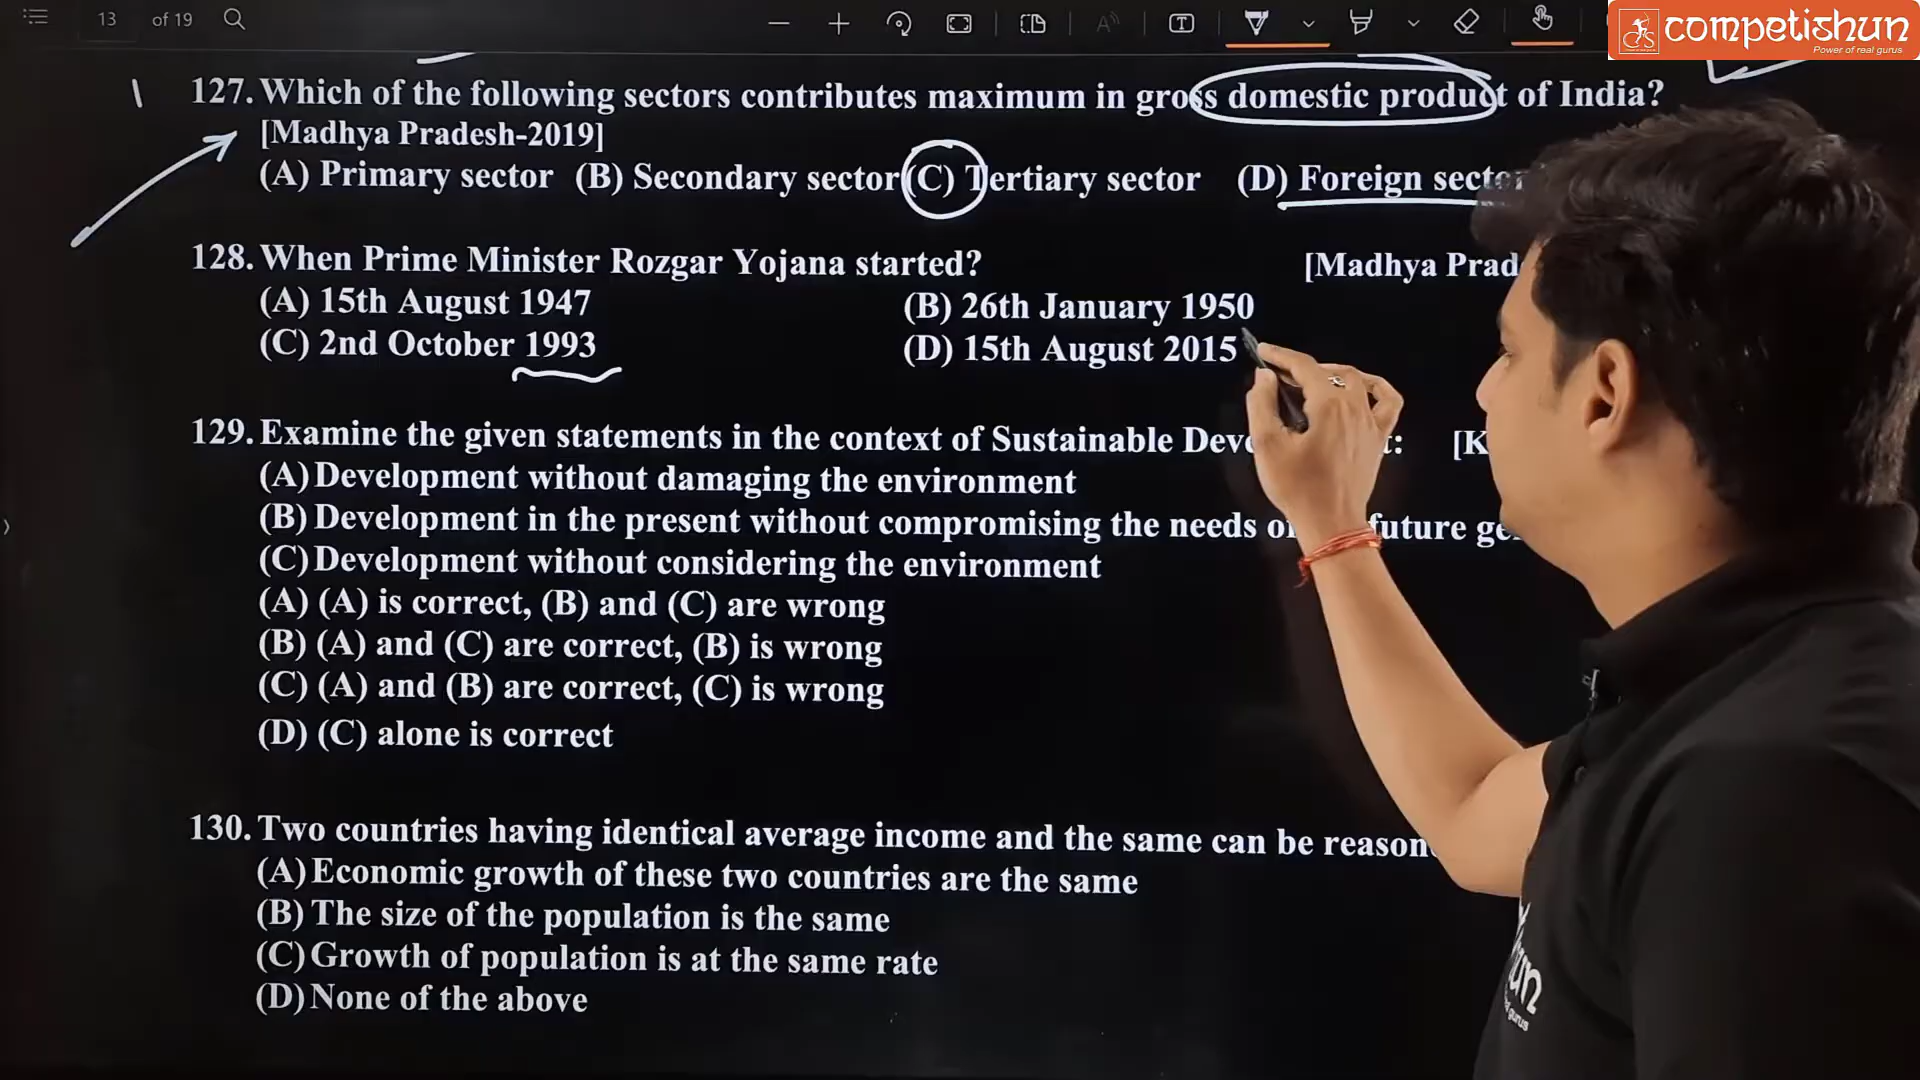 13 of 19
competishun
Power of real gurus
127. Which of the following sectors contributes maximum in gross domestic product of India?
[Madhya Pradesh-2019]
(A) Primary sector (B) Secondary sector (C) Tertiary sector (D) Foreign sector
128. When Prime Minister Rozgar Yojana started? [Madhya Prad
(A) 15th August 1947 (B) 26th January 1950
(C) 2nd October 1993 (D) 15th August 2015
129. Examine the given statements in the context of Sustainable Deve t: [K
(A) Development without damaging the environment
(B) Development in the present without compromising the needs of future ge
(C) Development without considering the environment
(A) (A) is correct, (B) and (C) are wrong
(B) (A) and (C) are correct, (B) is wrong
(C) (A) and (B) are correct, (C) is wrong
(D) (C) alone is correct
130. Two countries having identical average income and the same can be reason
(A) Economic growth of these two countries are the same
(B) The size of the population is the same
(C) Growth of population is at the same rate
(D) None of the above